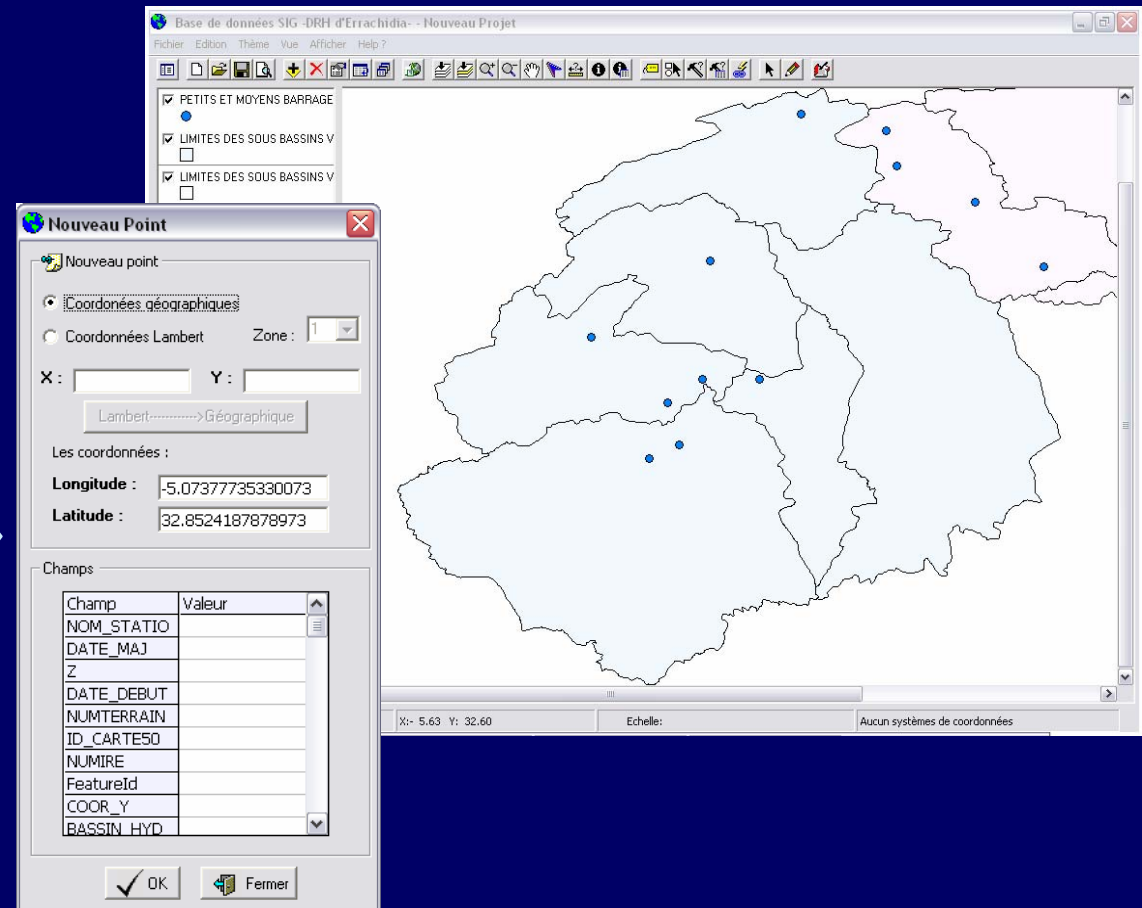 Base de données SIG -DRH d'Errachidia- - Nouveau Projet
Fichier Edition Thème Vue Afficher Help ?
PETITS ET MOYENS BARRAGE
LIMITES DES SOUS BASSINS V
LIMITES DES SOUS BASSINS V
X:- 5.63 Y: 32.60
Echelle:
Aucun systèmes de coordonnées
Nouveau Point
Nouveau point
Coordonées géographiques
Coordonnées Lambert
Zone :
1
X :
Y :
Lambert------------>Géographique
Les coordonnées :
Longitude : -5.07377735330073
Latitude : 32.8524187878973
Champs
Champ Valeur
NOM_STATIO
DATE_MAJ
Z
DATE_DEBUT
NUMTERRAIN
ID_CARTE50
NUMIRE
FeatureId
COOR_Y
BASSIN_HYD
OK
Fermer